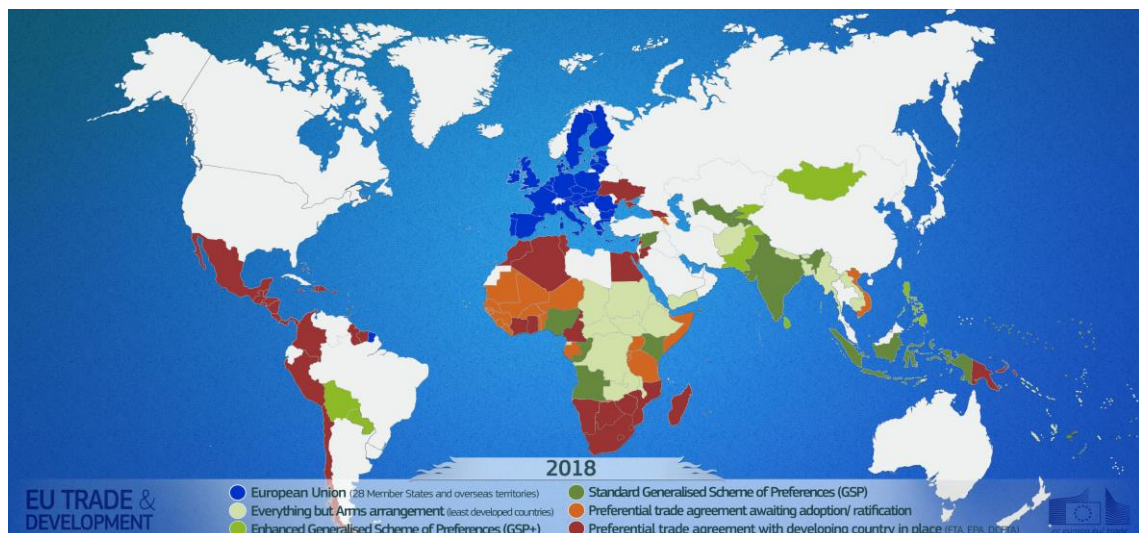 2018
EU TRADE &
DEVELOPMENT
European Union (28 Member States and overseas territories)
Everything but Arms arrangement (least developed countries)
Enhanced Generalised Scheme of Preferences (GSP+)
Standard Generalised Scheme of Preferences (GSP)
Preferential trade agreement awaiting adoption/ ratification
Preferential trade agreement with developing country in place (FTA, EPA, DCFTA)